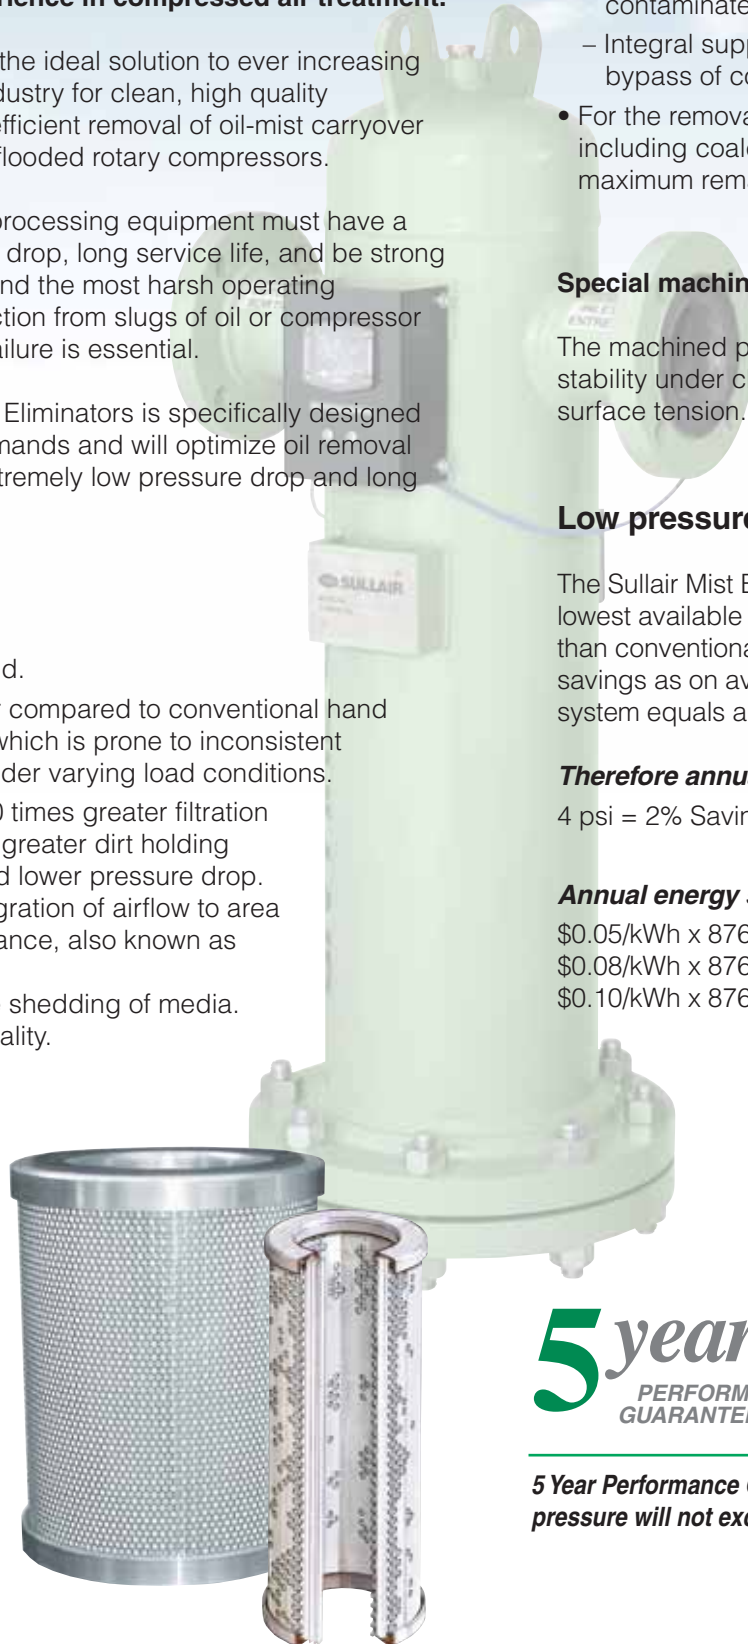 rience in compressed air treatment.
the ideal solution to ever increasing
dustry for clean, high quality
efficient removal of oil-mist carryover
flooded rotary compressors.
processing equipment must have a
drop, long service life, and be strong
nd the most harsh operating
ction from slugs of oil or compressor
ailure is essential.
Eliminators is specifically designed
mands and will optimize oil removal
tremely low pressure drop and long
d.
compared to conventional hand
which is prone to inconsistent
der varying load conditions.
0 times greater filtration
greater dirt holding
d lower pressure drop.
gration of airflow to area
ance, also known as
shedding of media.
ality.
SULLAIR
contaminate
– Integral supp
bypass of co
• For the remova
including coale
maximum rema
Special machin
INLET
ENTRE
The machined p
stability under c
surface tension.
Low pressure
The Sullair Mist E
lowest available
than conventiona
savings as on av
system equals a
Therefore annua
4 psi = 2% Savin
Annual energy s
$0.05/kWh x 876
$0.08/kWh x 876
$0.10/kWh x 876
5 year
PERFORM
GUARANTEE
5 Year Performance G
pressure will not exc